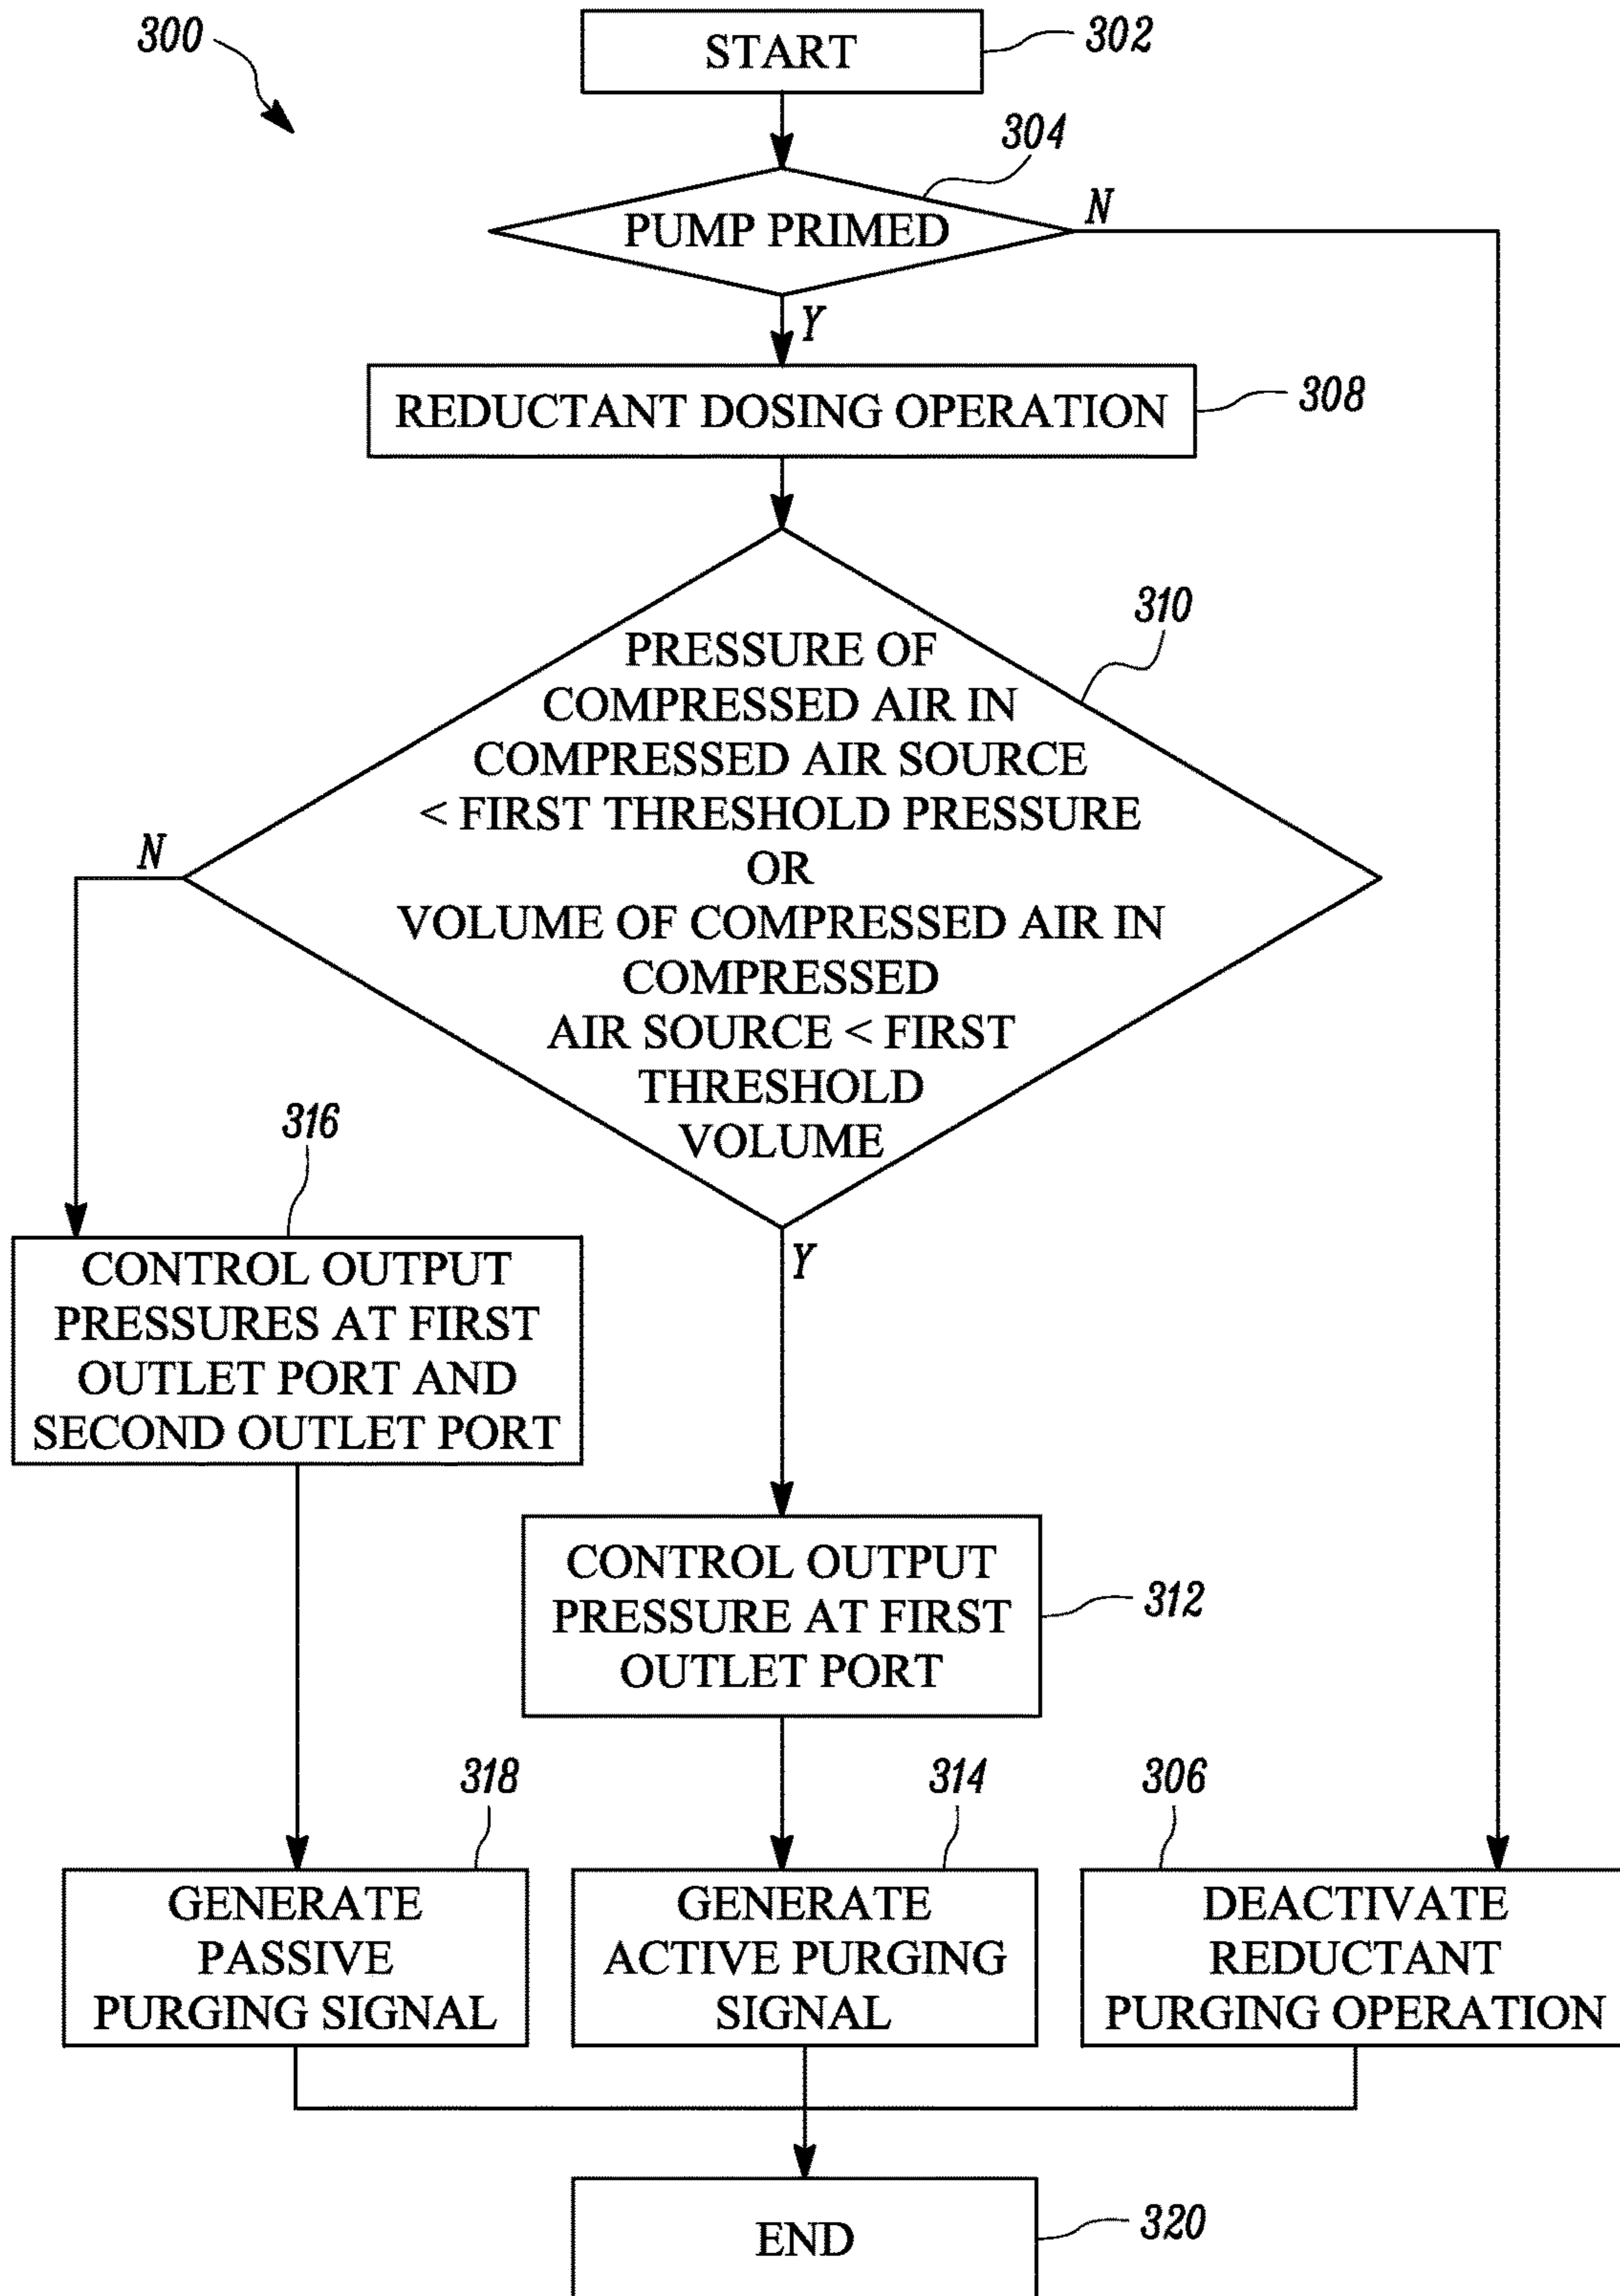 300
START
302
304
PUMP PRIMED
N
Y
REDUCTANT DOSING OPERATION
308
310
PRESSURE OF
COMPRESSED AIR IN
COMPRESSED AIR SOURCE
< FIRST THRESHOLD PRESSURE
OR
VOLUME OF COMPRESSED AIR IN
COMPRESSED
AIR SOURCE < FIRST
THRESHOLD
VOLUME
N
Y
316
CONTROL OUTPUT
PRESSURES AT FIRST
OUTLET PORT AND
SECOND OUTLET PORT
CONTROL OUTPUT
PRESSURE AT FIRST
OUTLET PORT
312
318
GENERATE
PASSIVE
PURGING SIGNAL
314
GENERATE
ACTIVE PURGING
SIGNAL
306
DEACTIVATE
REDUCTANT
PURGING OPERATION
END
320